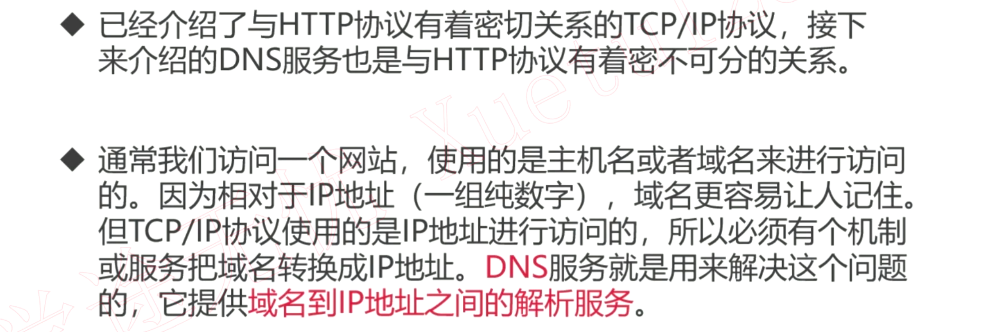 ◆ 已经介绍了与HTTP协议有着密切关系的TCP/IP协议，接下
来介绍的DNS服务也是与HTTP协议有着密不可分的关系。
◆ 通常我们访问一个网站，使用的是主机名或者域名来进行访问
的。因为相对于IP地址（一组纯数字），域名更容易让人记住。
但TCP/IP协议使用的是IP地址进行访问的，所以必须有个机制
或服务把域名转换成IP地址。DNS服务就是用来解决这个问题
的，它提供域名到IP地址之间的解析服务。